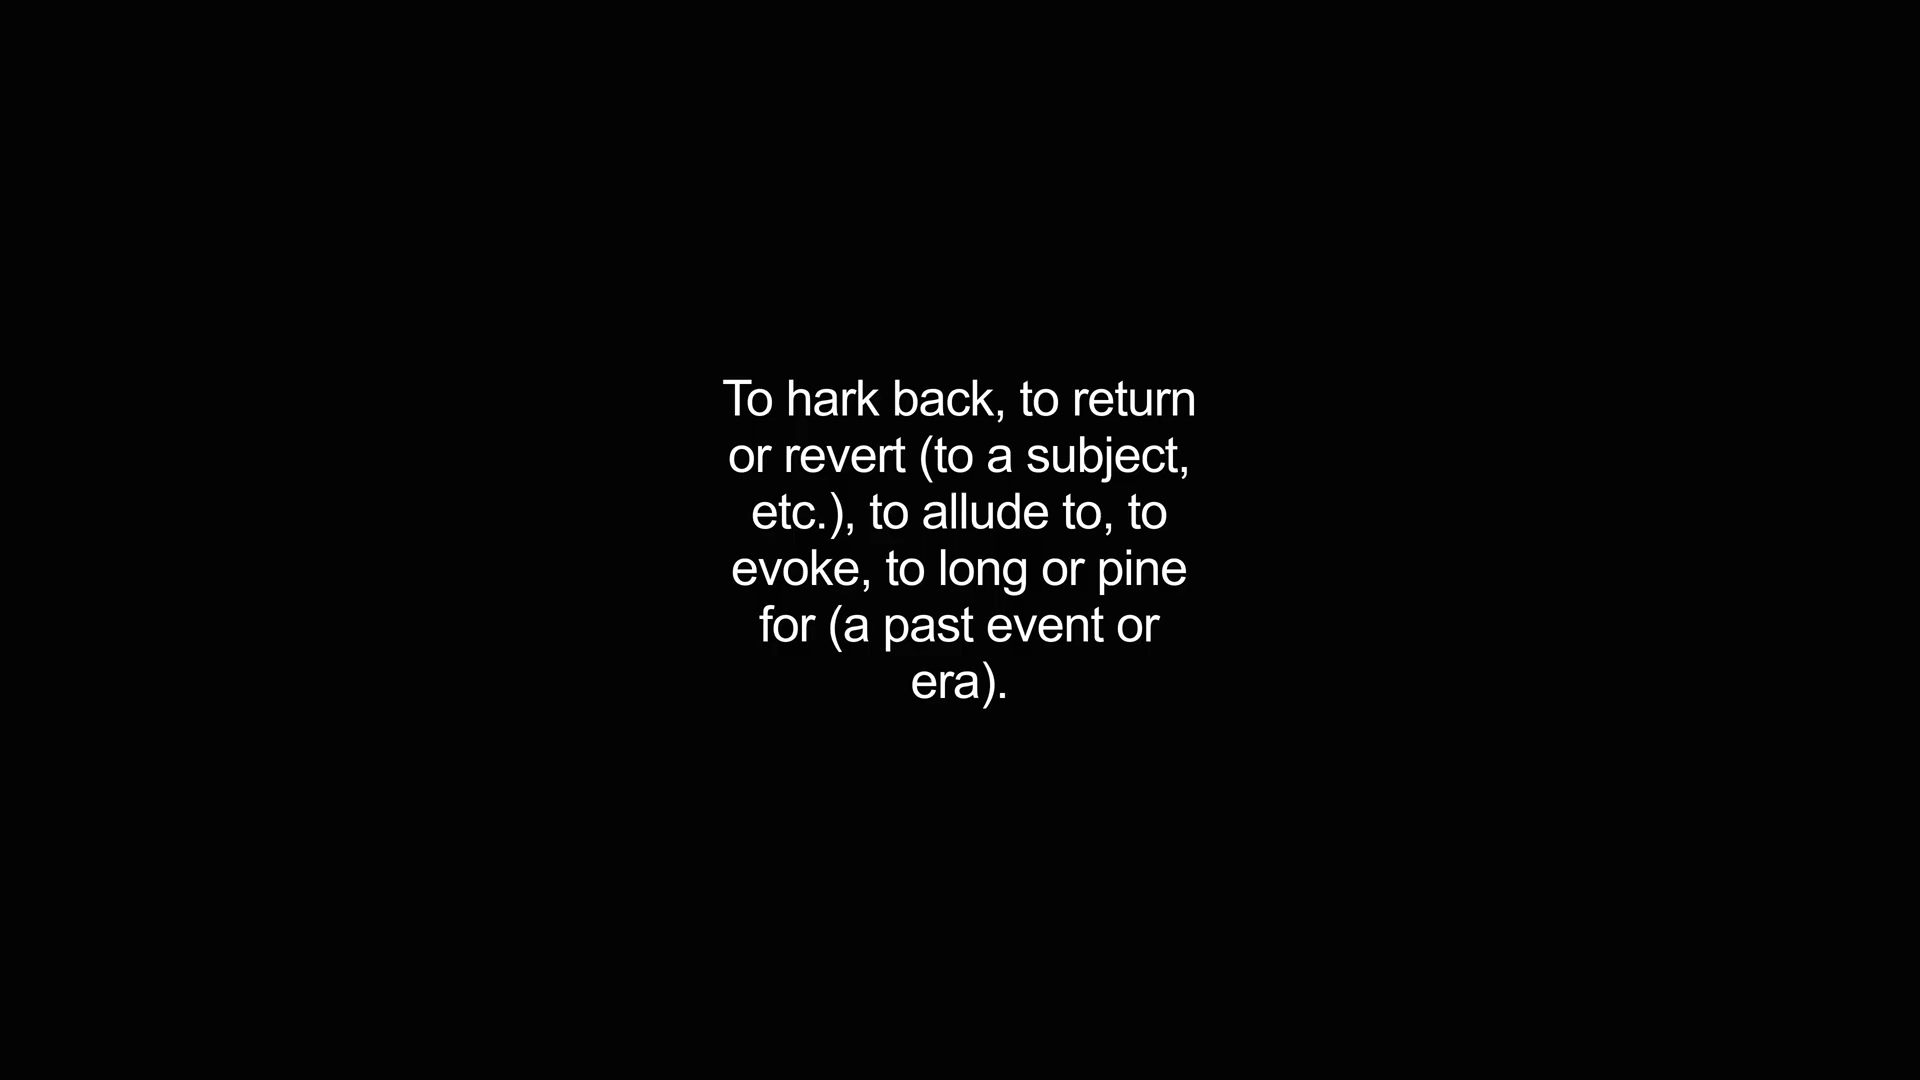 To hark back, to return
or revert (to a subject,
etc.), to allude to, to
evoke, to long or pine
for (a past event or
era).